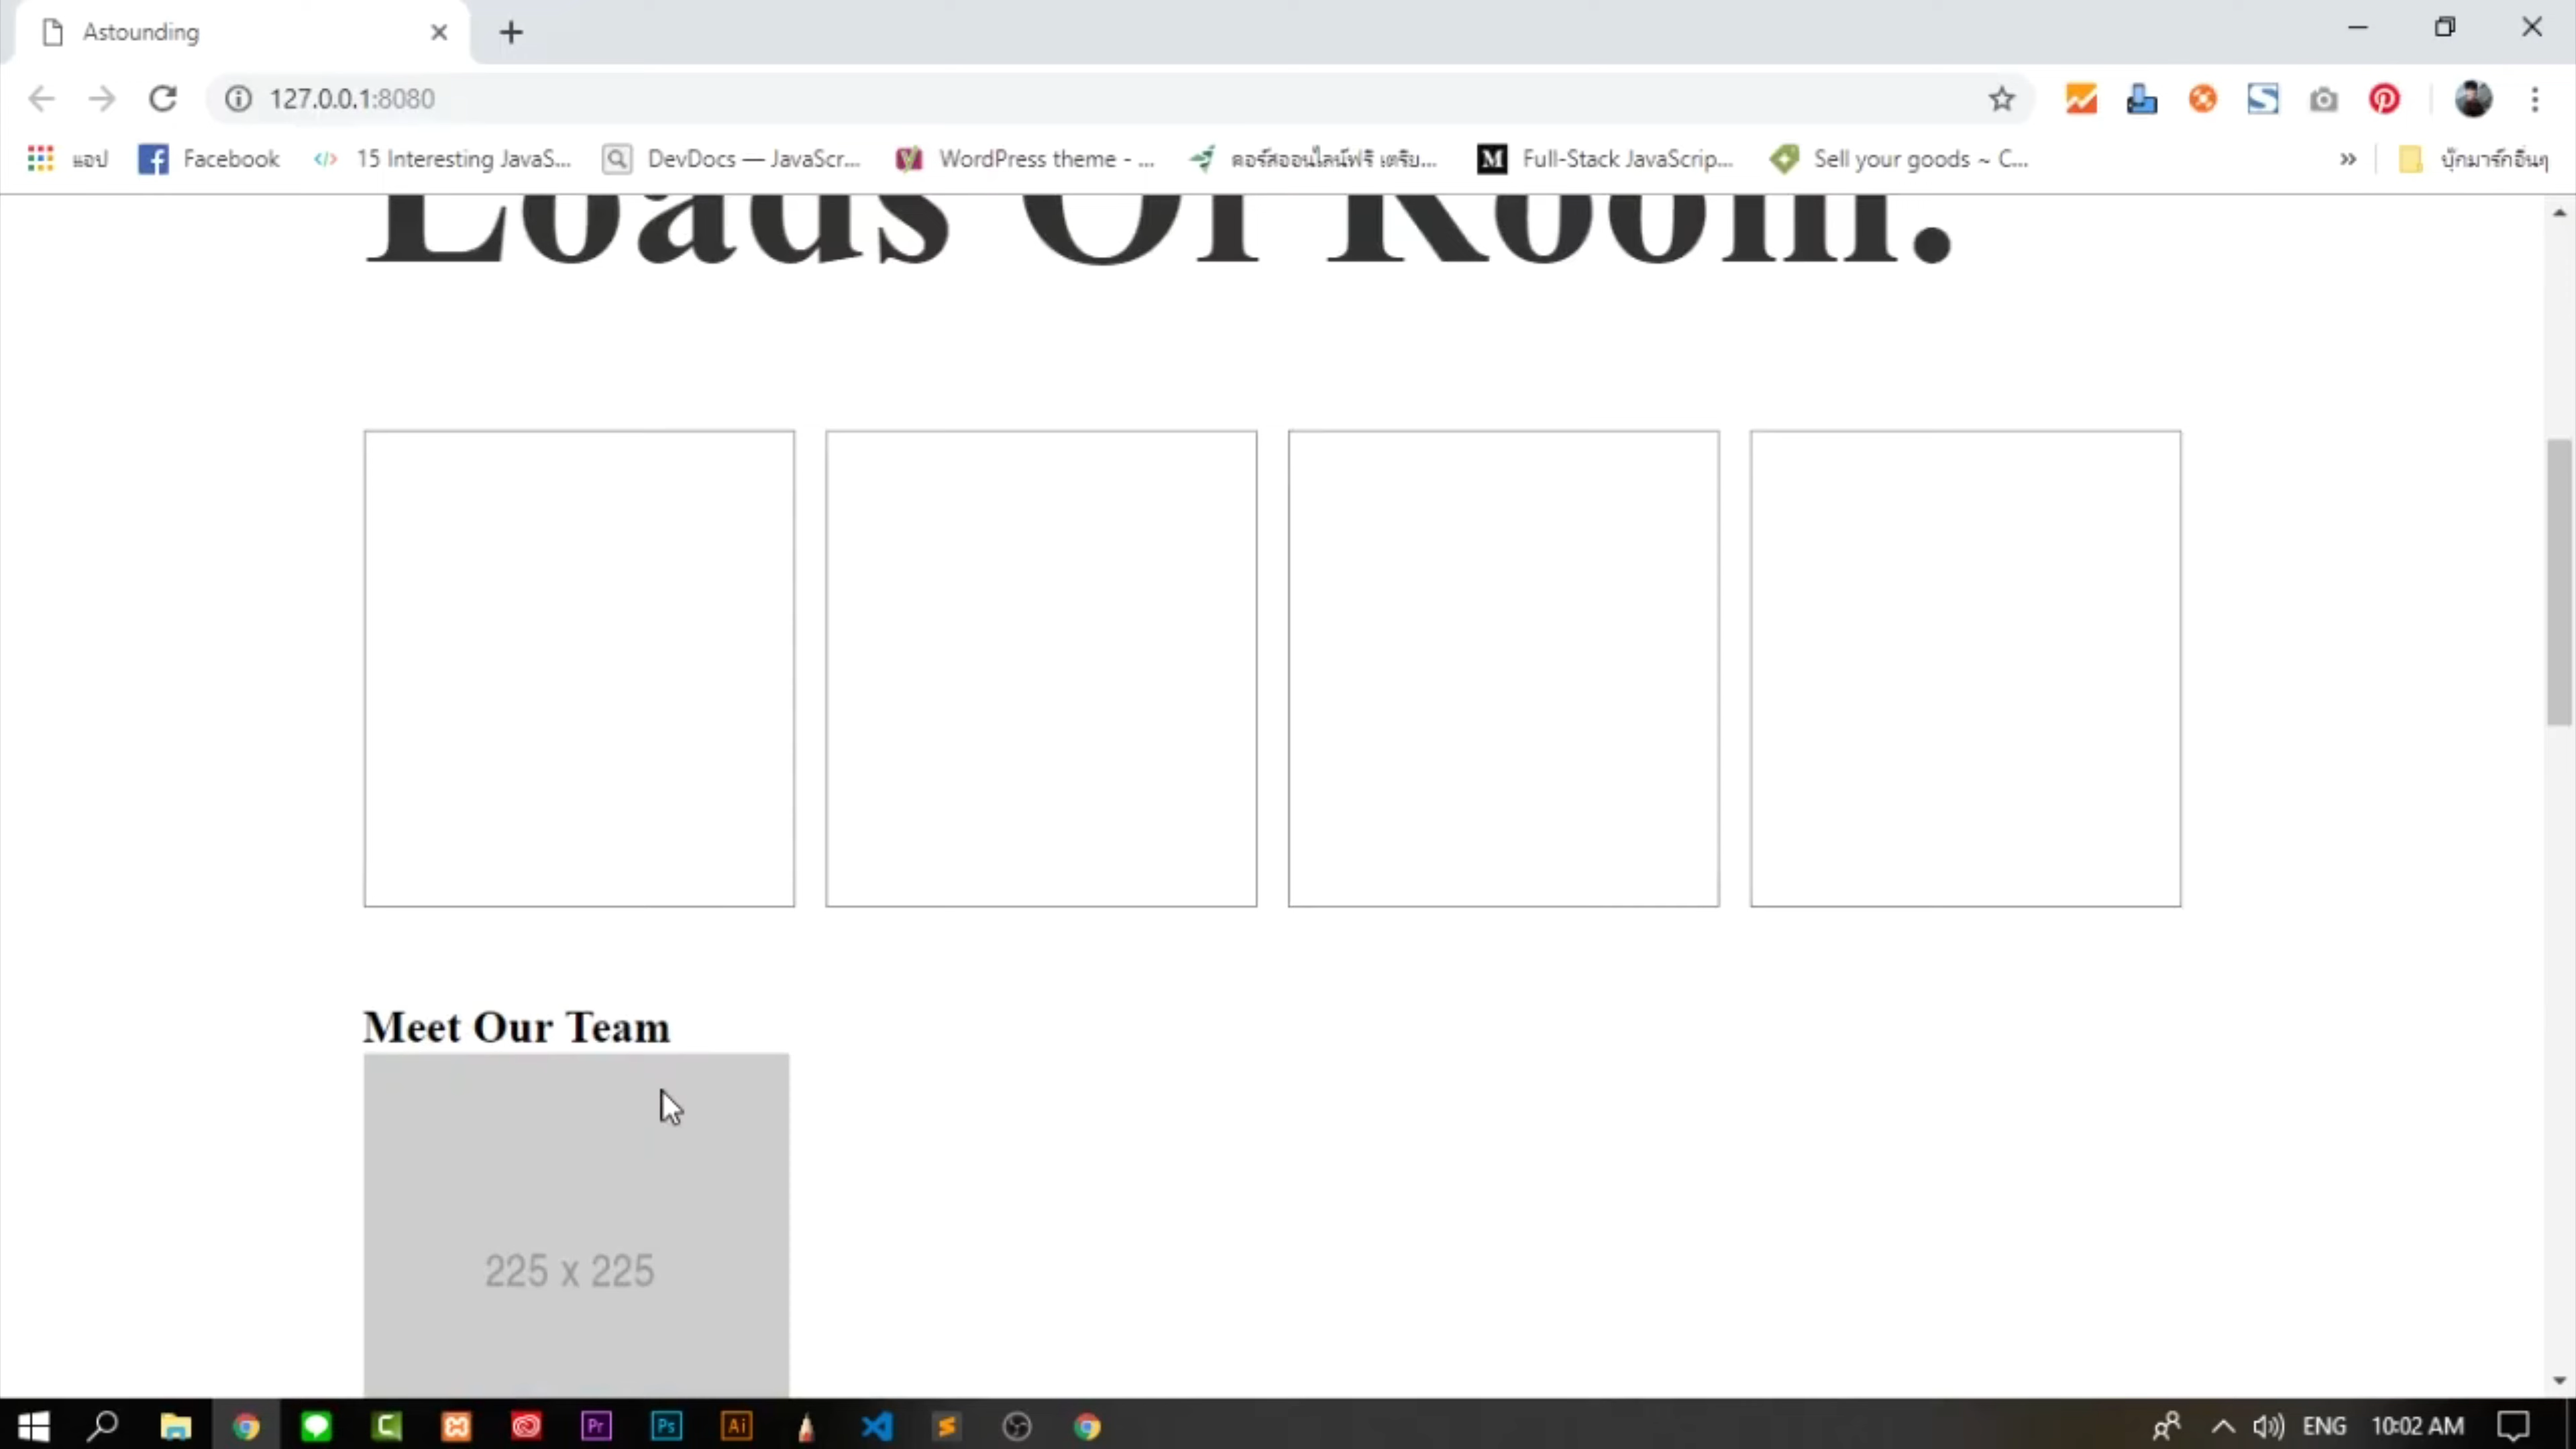 Astounding
127.0.0.1:8080
แอป Facebook 15 Interesting JavaS... DevDocs — JavaScr... WordPress theme - ... คอร์สออนไลน์ฟรี เตรีย... Full-Stack JavaScrip... Sell your goods ~ C... » บุ๊กมาร์กอื่นๆ
Loads Of Room.
Meet Our Team
225 x 225
Pr Ps Ai ENG 10:02 AM